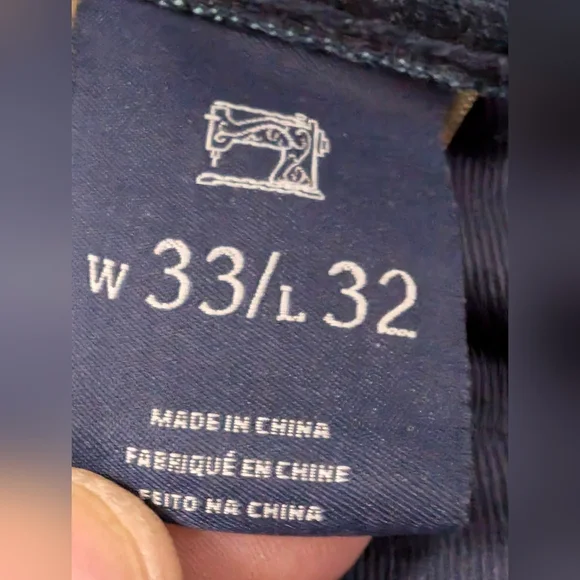 W 33/L 32
MADE IN CHINA
FABRIQUÉ EN CHINE
FEITO NA CHINA